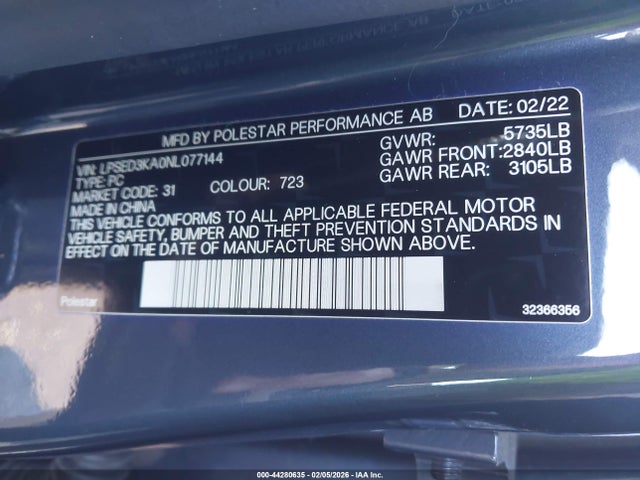 MFD BY POLESTAR PERFORMANCE AB DATE: 02/22
VIN: LPSED3KA0NL077144 GVWR: 5735LB
TYPE: PC GAWR FRONT:2840LB
MARKET CODE: 31 COLOUR: 723 GAWR REAR: 3105LB
MADE IN CHINA
THIS VEHICLE CONFORMS TO ALL APPLICABLE FEDERAL MOTOR
VEHICLE SAFETY, BUMPER AND THEFT PREVENTION STANDARDS IN
EFFECT ON THE DATE OF MANUFACTURE SHOWN ABOVE.
Polestar 32366356
000-44280635 - 02/05/2026 - IAA Inc.